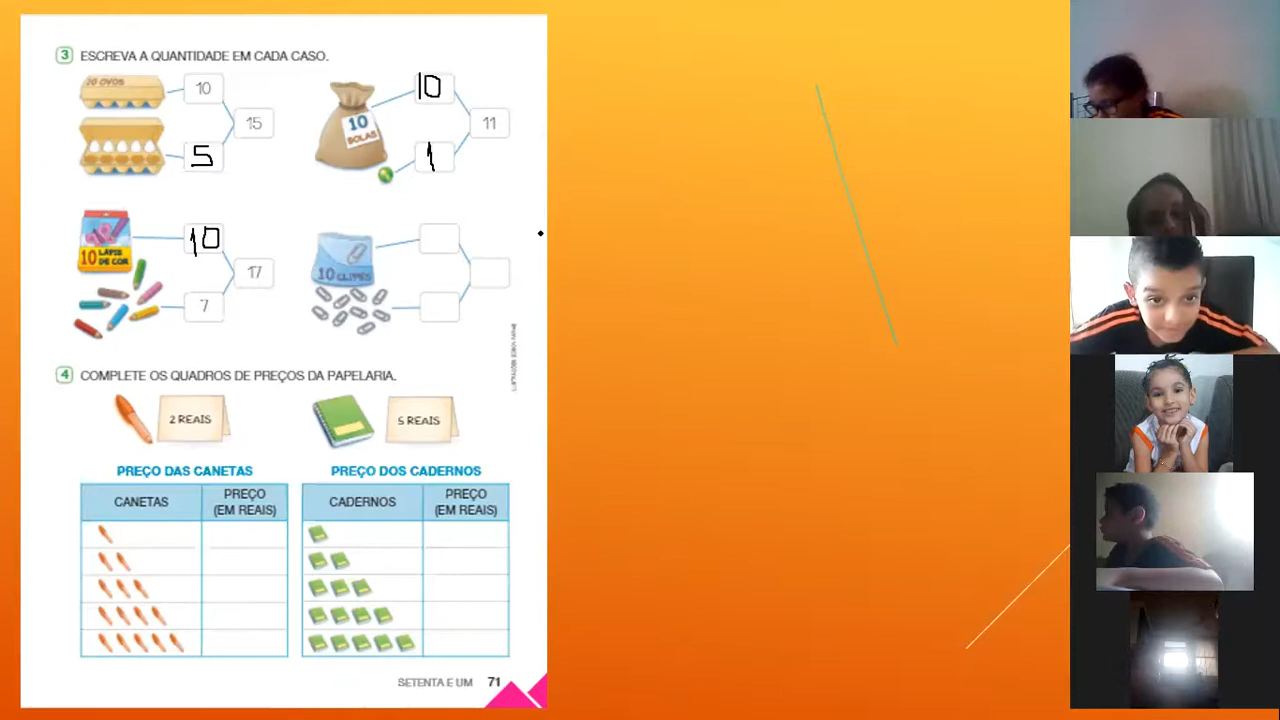 3 ESCREVA A QUANTIDADE EM CADA CASO.
10 OVOS
10
15
5
10
10 BOLAS
11
1
10
10 LÁPIS DE COR
17
7
10 CLIPES
4 COMPLETE OS QUADROS DE PREÇOS DA PAPELARIA.
2 REAIS
5 REAIS
PREÇO DAS CANETAS
PREÇO DOS CADERNOS
CANETAS PREÇO (EM REAIS)
CADERNOS PREÇO (EM REAIS)
SETENTA E UM 71